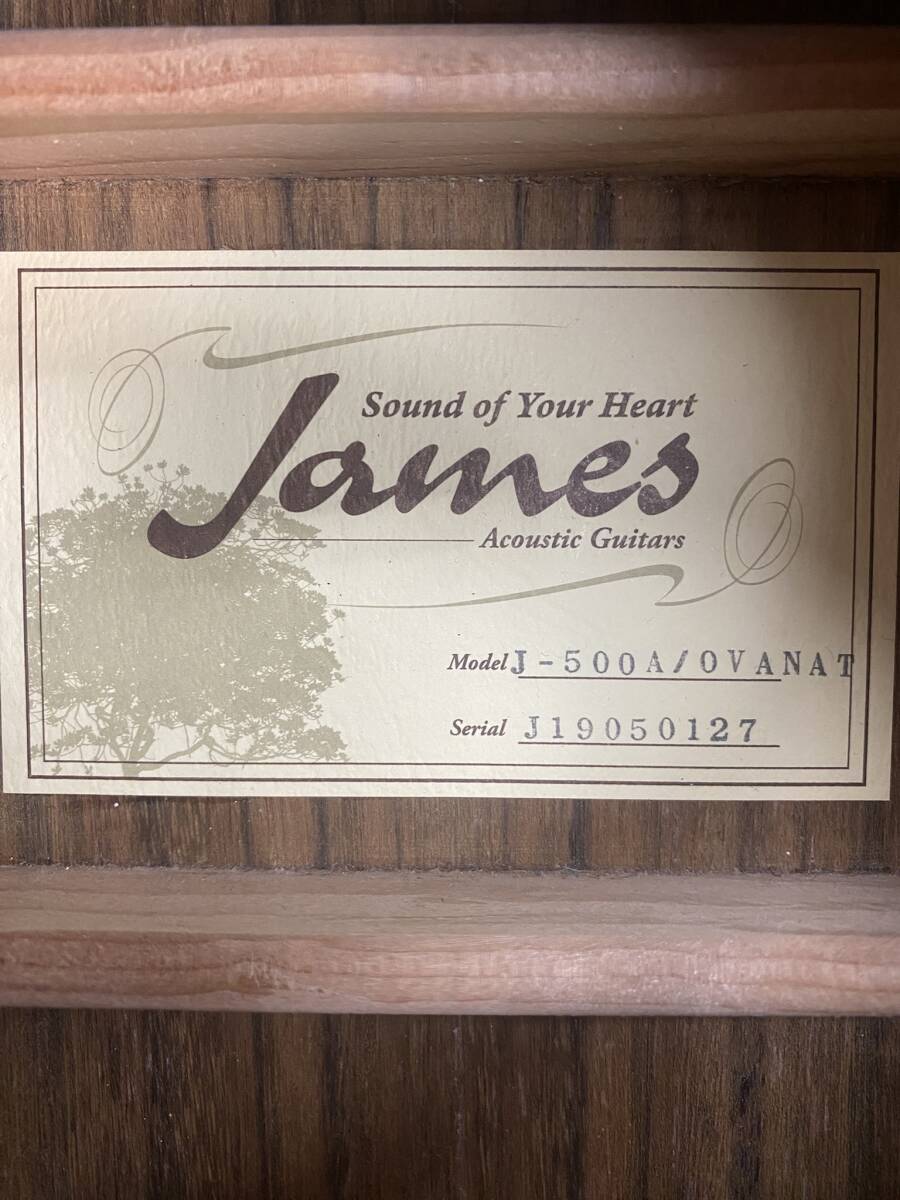 Sound of Your Heart
James
Acoustic Guitars
Model J-500A/OVANAT
Serial J19050127